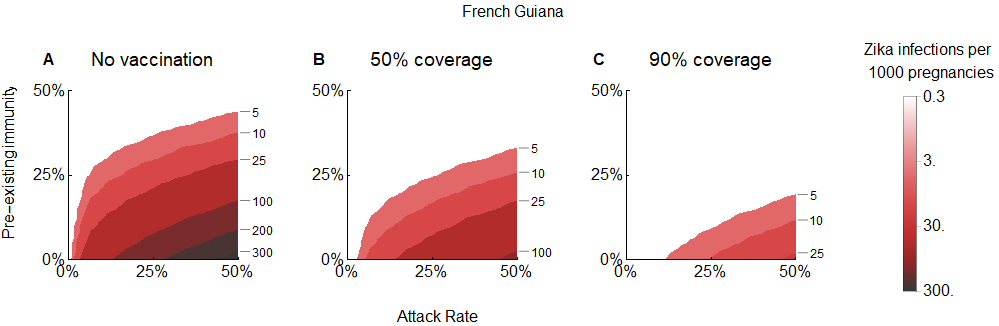 French Guiana
A No vaccination
B 50% coverage
C 90% coverage
Zika infections per
1000 pregnancies
Pre-existing immunity
50%
25%
0%
0% 25% 50%
5
10
25
100
200
300
50%
25%
0%
0% 25% 50%
5
10
25
100
50%
25%
0%
0% 25% 50%
5
10
25
0.3
3.
30.
300.
Attack Rate